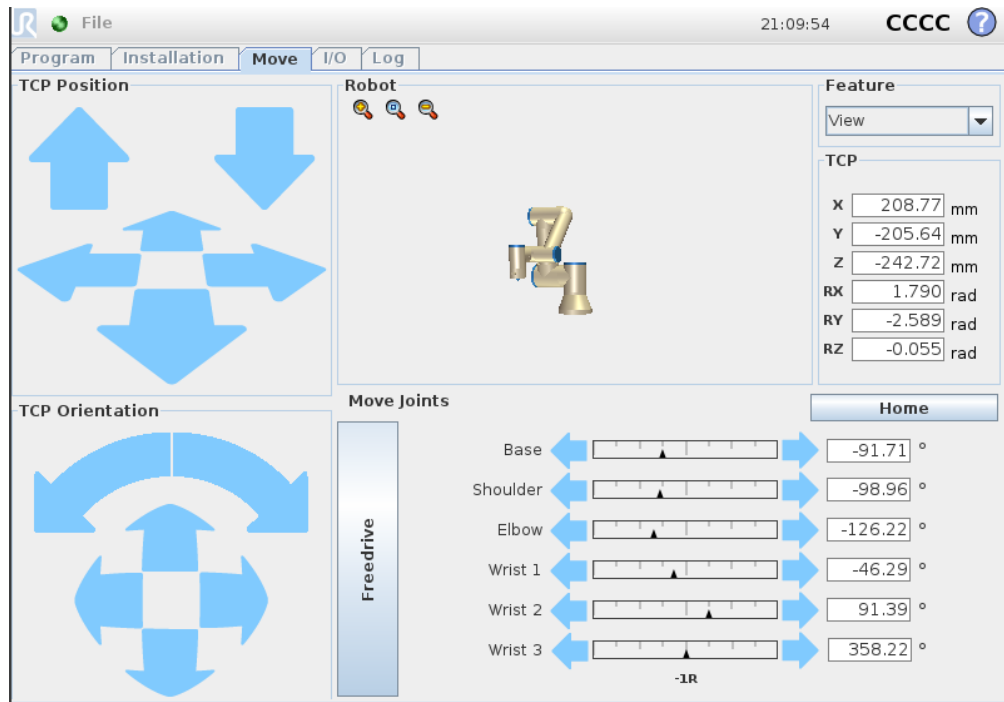 UR File 21:09:54 CCCC ?
Program Installation Move I/O Log
TCP Position
Robot
Feature
View
TCP
X 208.77 mm
Y -205.64 mm
Z -242.72 mm
RX 1.790 rad
RY -2.589 rad
RZ -0.055 rad
TCP Orientation
Move Joints
Home
Freedrive
Base -91.71 °
Shoulder -98.96 °
Elbow -126.22 °
Wrist 1 -46.29 °
Wrist 2 91.39 °
Wrist 3 358.22 °
-1R